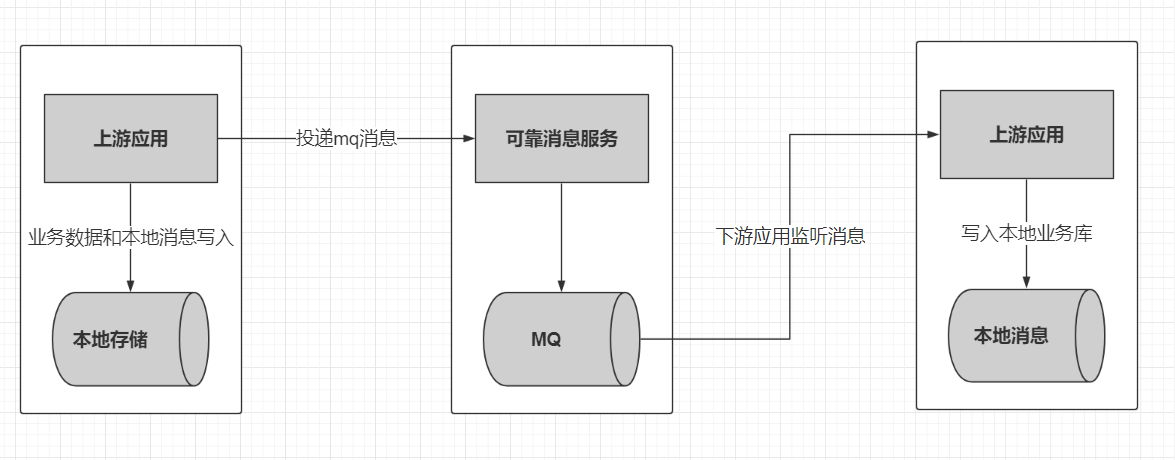 上游应用
投递mq消息
可靠消息服务
上游应用
业务数据和本地消息写入
下游应用监听消息
写入本地业务库
本地存储
MQ
本地消息